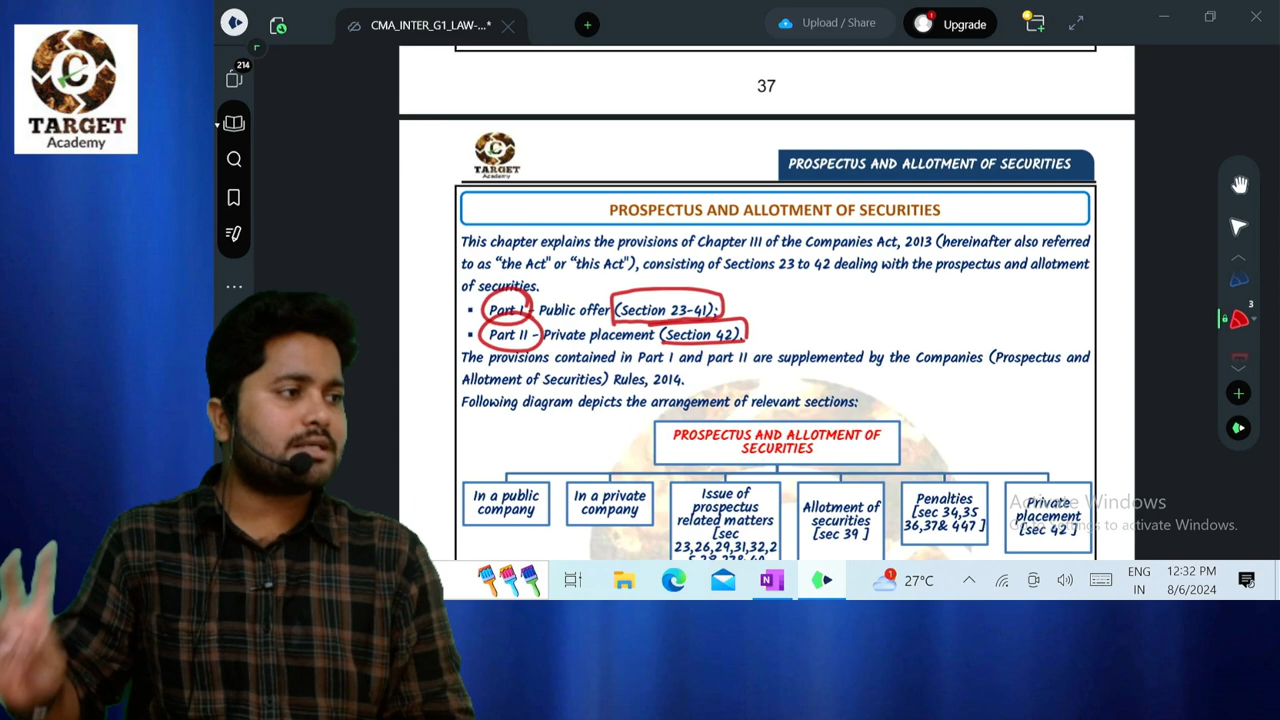 TARGET
Academy
214
CMA_INTER_G1_LAW-...*
Upload / Share
1
Upgrade
37
TARGET
Academy
PROSPECTUS AND ALLOTMENT OF SECURITIES
PROSPECTUS AND ALLOTMENT OF SECURITIES
This chapter explains the provisions of Chapter III of the Companies Act, 2013 (hereinafter also referred
to as “the Act" or “this Act"), consisting of Sections 23 to 42 dealing with the prospectus and allotment
of securities.
▪ Part I - Public offer (Section 23-41);
▪ Part II - Private placement (Section 42).
The provisions contained in Part I and part II are supplemented by the Companies (Prospectus and
Allotment of Securities) Rules, 2014.
Following diagram depicts the arrangement of relevant sections:
PROSPECTUS AND ALLOTMENT OF
SECURITIES
In a public
company
In a private
company
Issue of
prospectus
related matters
[sec
23,26,29,31,32,2
Allotment of
securities
[sec 39 ]
Penalties
[sec 34,35
36,37& 447 ]
Private
placement
[sec 42 ]
3
Activate Windows
to activate Windows.
1
27°C
ENG
IN
12:32 PM
8/6/2024